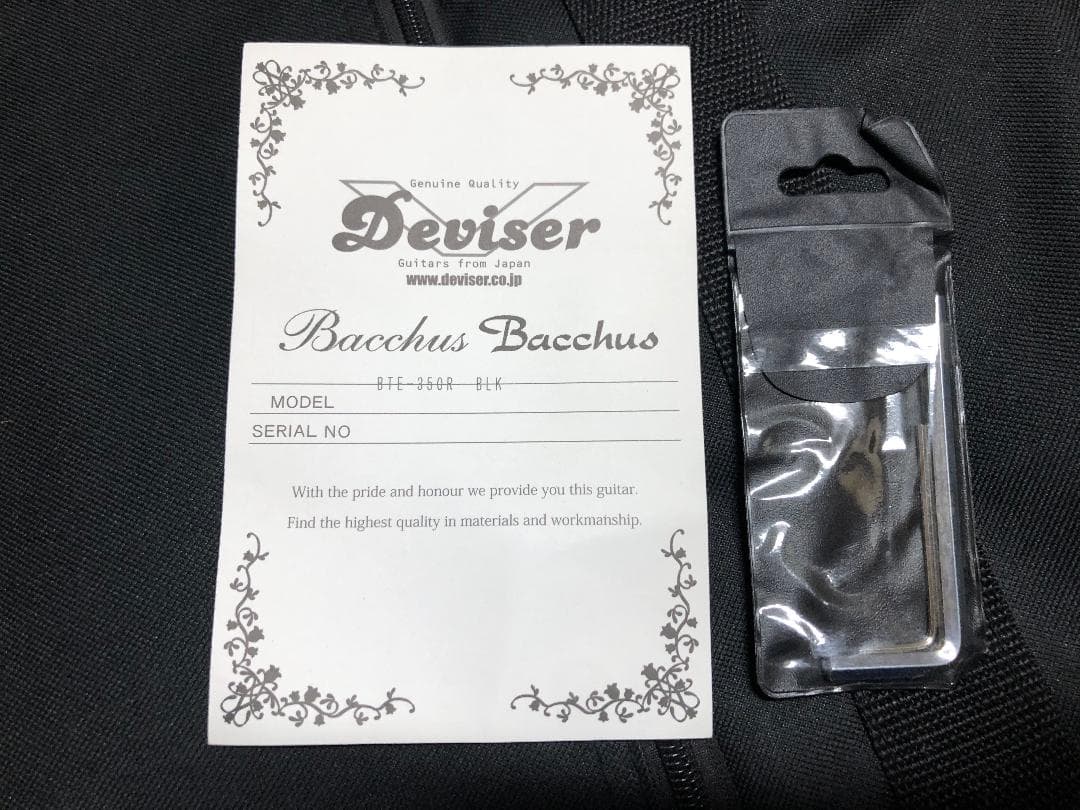 Genuine Quality
Deviser
Guitars from Japan
www.deviser.co.jp
Bacchus Bacchus
BTE-350R BLK
MODEL
SERIAL NO
With the pride and honour we provide you this guitar.
Find the highest quality in materials and workmanship.